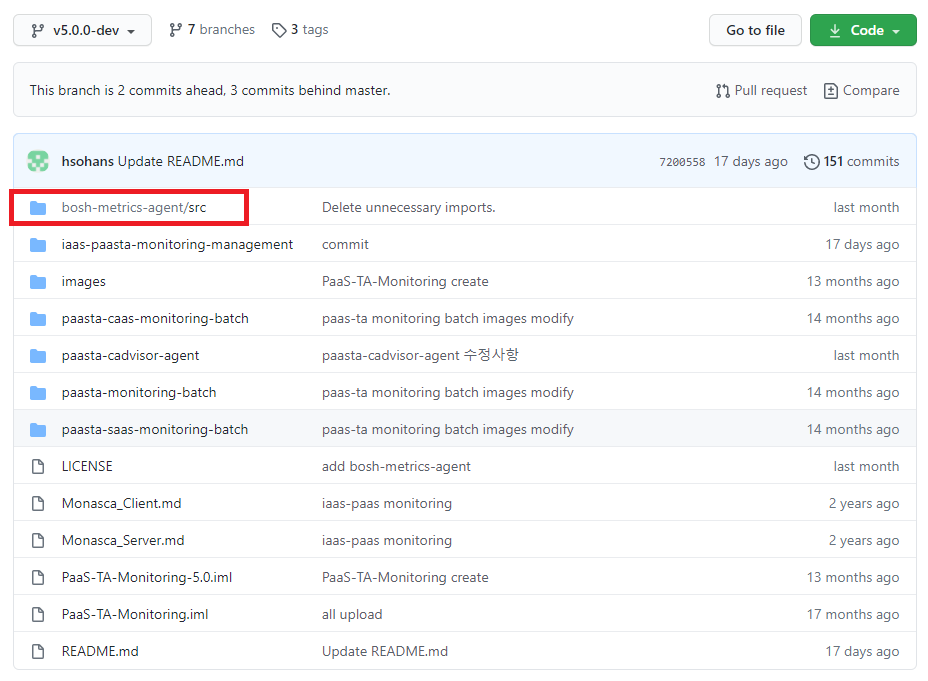 v5.0.0-dev 7 branches 3 tags Go to file Code
This branch is 2 commits ahead, 3 commits behind master. Pull request Compare
hsohans Update README.md 7200558 17 days ago 151 commits
bosh-metrics-agent/src Delete unnecessary imports. last month
iaas-paasta-monitoring-management commit 17 days ago
images PaaS-TA-Monitoring create 13 months ago
paasta-caas-monitoring-batch paas-ta monitoring batch images modify 14 months ago
paasta-cadvisor-agent paasta-cadvisor-agent 수정사항 last month
paasta-monitoring-batch paas-ta monitoring batch images modify 14 months ago
paasta-saas-monitoring-batch paas-ta monitoring batch images modify 14 months ago
LICENSE add bosh-metrics-agent last month
Monasca_Client.md iaas-paas monitoring 2 years ago
Monasca_Server.md iaas-paas monitoring 2 years ago
PaaS-TA-Monitoring-5.0.iml PaaS-TA-Monitoring create 13 months ago
PaaS-TA-Monitoring.iml all upload 17 months ago
README.md Update README.md 17 days ago